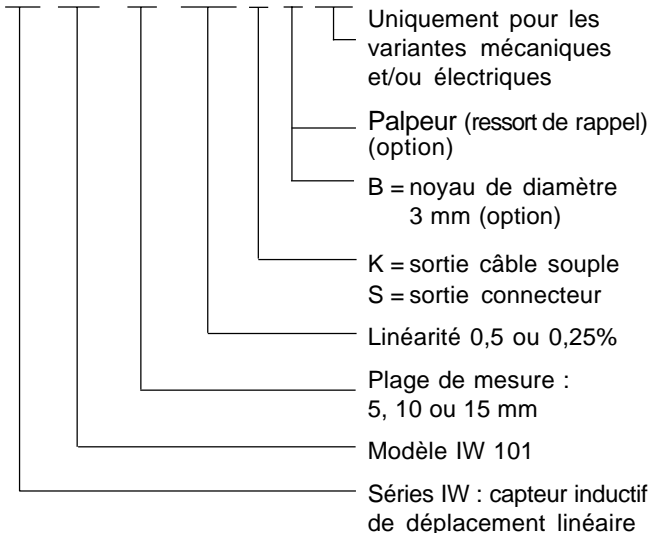 Uniquement pour les
variantes mécaniques
et/ou électriques
Palpeur (ressort de rappel)
(option)
B = noyau de diamètre
3 mm (option)
K = sortie câble souple
S = sortie connecteur
Linéarité 0,5 ou 0,25%
Plage de mesure :
5, 10 ou 15 mm
Modèle IW 101
Séries IW : capteur inductif
de déplacement linéaire